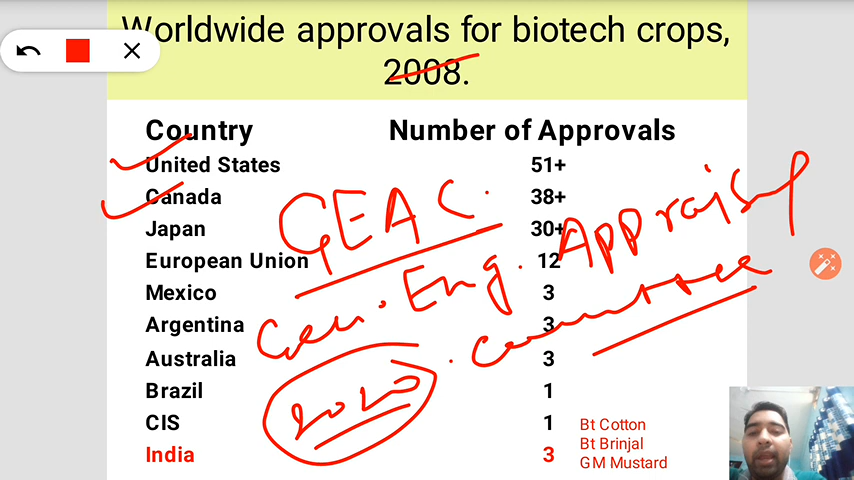 Worldwide approvals for biotech crops,
2008.
Country Number of Approvals
United States 51+
Canada 38+
Japan 30+
European Union 12
Mexico 3
Argentina 3
Australia 3
Brazil 1
CIS 1
India 3
Bt Cotton
Bt Brinjal
GM Mustard
GEAC.
Gen. Eng. Appraisal
committee
2020